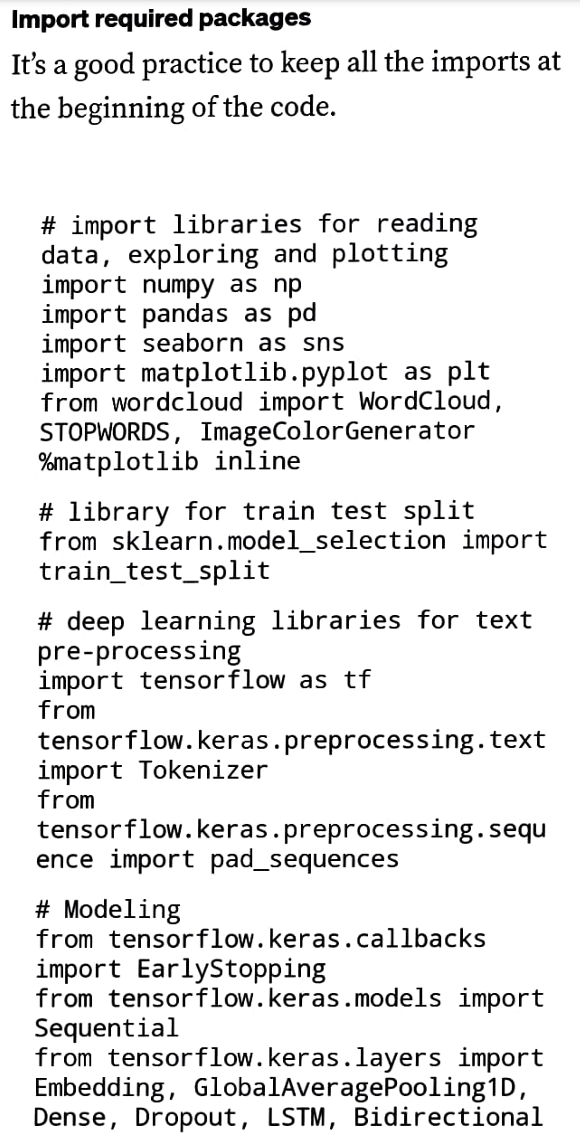 Import required packages
It’s a good practice to keep all the imports at
the beginning of the code.
# import libraries for reading
data, exploring and plotting
import numpy as np
import pandas as pd
import seaborn as sns
import matplotlib.pyplot as plt
from wordcloud import WordCloud,
STOPWORDS, ImageColorGenerator
%matplotlib inline
# library for train test split
from sklearn.model_selection import
train_test_split
# deep learning libraries for text
pre-processing
import tensorflow as tf
from
tensorflow.keras.preprocessing.text
import Tokenizer
from
tensorflow.keras.preprocessing.sequ
ence import pad_sequences
# Modeling
from tensorflow.keras.callbacks
import EarlyStopping
from tensorflow.keras.models import
Sequential
from tensorflow.keras.layers import
Embedding, GlobalAveragePooling1D,
Dense, Dropout, LSTM, Bidirectional